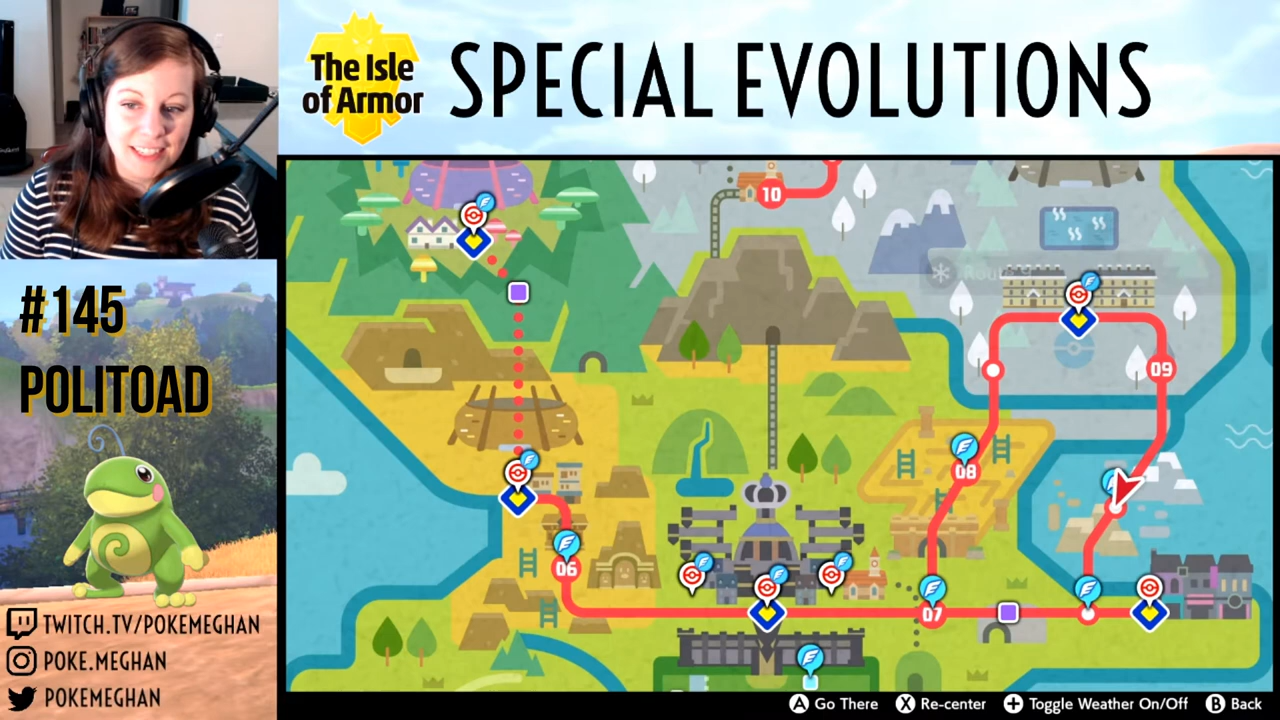 The Isle
of Armor
SPECIAL EVOLUTIONS
#145
POLITOAD
TWITCH.TV/POKEMEGHAN
POKE.MEGHAN
POKEMEGHAN
10
09
08
06
07
A Go There
X Re-center
+ Toggle Weather On/Off
B Back